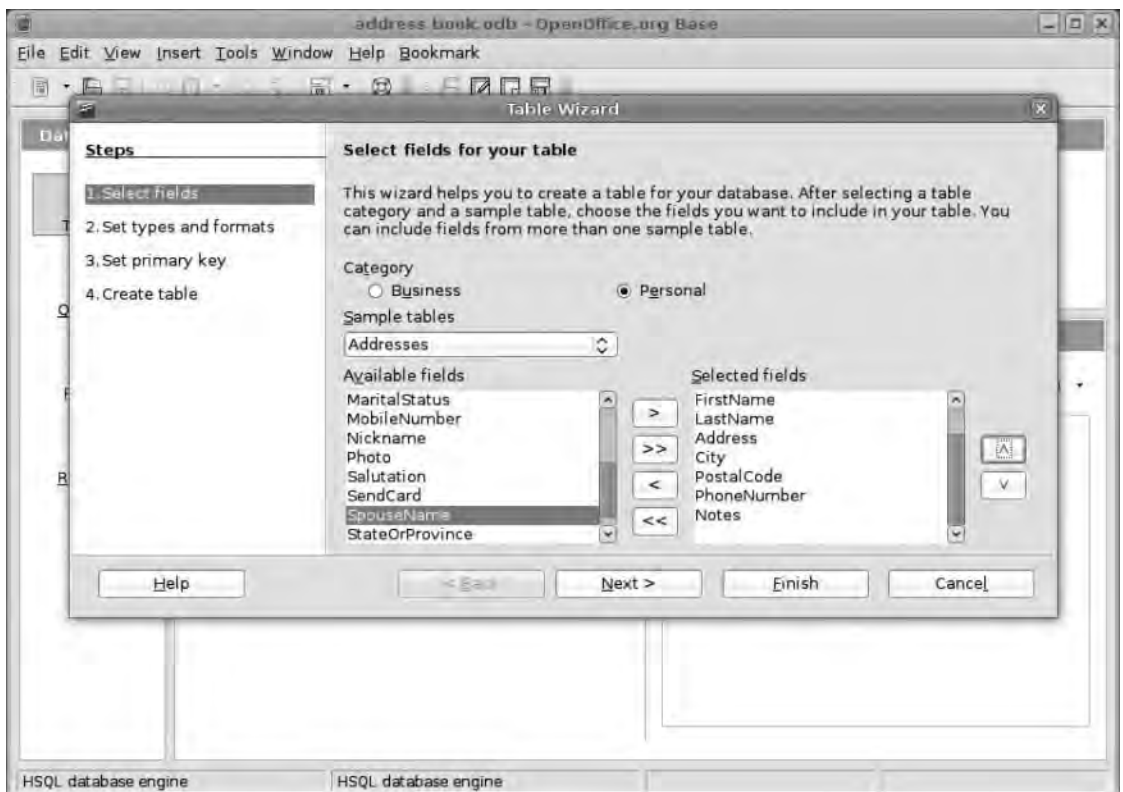 address book.odb - OpenOffice.org Base
File Edit View Insert Tools Window Help Bookmark
Table Wizard
Dat
Steps
Select fields for your table
1. Select fields
This wizard helps you to create a table for your database. After selecting a table
category and a sample table, choose the fields you want to include in your table. You
can include fields from more than one sample table.
T
2. Set types and formats
3. Set primary key
Category
Business
Personal
4. Create table
Q
Sample tables
Addresses
Available fields
Selected fields
F
MaritalStatus
MobileNumber
Nickname
Photo
Salutation
SendCard
SpouseName
StateOrProvince
>
>>
<
<<
FirstName
LastName
Address
City
PostalCode
PhoneNumber
Notes
^
v
R
Help
< Back
Next >
Finish
Cancel
HSQL database engine
HSQL database engine